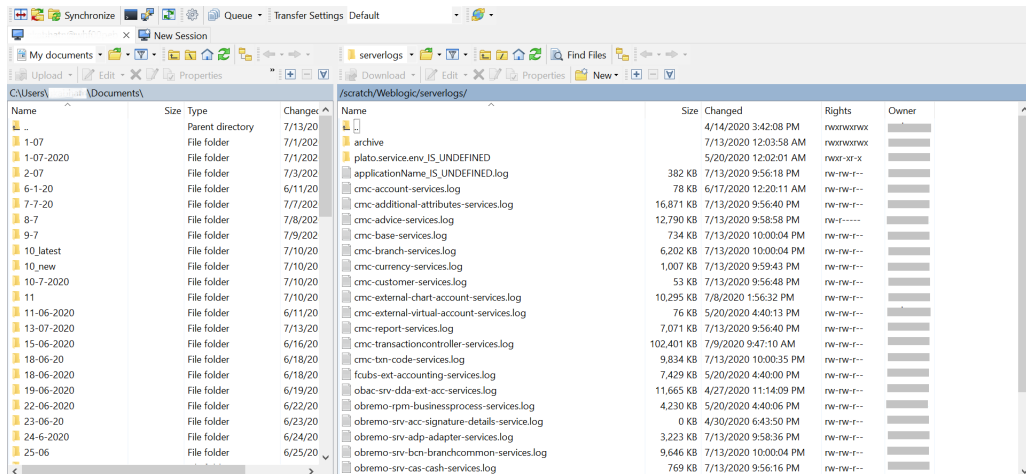 Synchronize Queue Transfer Settings Default
New Session
My documents serverlogs Find Files
Upload Edit Properties » Download Edit Properties New
C:\Users\ \Documents\ /scratch/Weblogic/serverlogs/
Name Size Type Changed Name Size Changed Rights Owner
.. Parent directory 7/13/20 .. 4/14/2020 3:42:08 PM rwxrwxrwx
1-07 File folder 7/1/202 archive 7/13/2020 12:03:58 AM rwxrwxrwx
1-07-2020 File folder 7/1/202 plato.service.env_IS_UNDEFINED 5/20/2020 12:02:01 AM rwxr-xr-x
2-07 File folder 7/3/202 applicationName_IS_UNDEFINED.log 382 KB 7/13/2020 9:56:18 PM rw-rw-r--
6-1-20 File folder 6/11/20 cmc-account-services.log 78 KB 6/17/2020 12:20:11 AM rw-rw-r--
7-7-20 File folder 7/7/202 cmc-additional-attributes-services.log 16,871 KB 7/13/2020 9:56:40 PM rw-rw-r--
8-7 File folder 7/8/202 cmc-advice-services.log 12,790 KB 7/13/2020 9:58:58 PM rw-r-----
9-7 File folder 7/9/202 cmc-base-services.log 734 KB 7/13/2020 10:00:04 PM rw-rw-r--
10_latest File folder 7/10/20 cmc-branch-services.log 6,202 KB 7/13/2020 10:00:04 PM rw-rw-r--
10_new File folder 7/10/20 cmc-currency-services.log 1,007 KB 7/13/2020 9:59:43 PM rw-rw-r--
10-7-2020 File folder 7/10/20 cmc-customer-services.log 53 KB 7/13/2020 9:56:48 PM rw-rw-r--
11 File folder 7/10/20 cmc-external-chart-account-services.log 10,295 KB 7/8/2020 1:56:32 PM rw-rw-r--
11-06-2020 File folder 6/11/20 cmc-external-virtual-account-services.log 76 KB 5/20/2020 4:40:13 PM rw-rw-r--
13-07-2020 File folder 7/13/20 cmc-report-services.log 7,071 KB 7/13/2020 9:56:40 PM rw-rw-r--
15-06-2020 File folder 6/16/20 cmc-transactioncontroller-services.log 102,401 KB 7/9/2020 9:47:10 AM rw-rw-r--
18-06-20 File folder 6/18/20 cmc-txn-code-services.log 9,834 KB 7/13/2020 10:00:35 PM rw-rw-r--
18-06-2020 File folder 6/18/20 fcubs-ext-accounting-services.log 7,429 KB 5/20/2020 4:40:00 PM rw-rw-r--
19-06-2020 File folder 6/19/20 obac-srv-dda-ext-acc-services.log 11,665 KB 4/27/2020 11:14:09 PM rw-rw-r--
22-06-2020 File folder 6/22/20 obremo-rpm-businessprocess-service.log 4,230 KB 5/20/2020 4:40:06 PM rw-rw-r--
23-06-20 File folder 6/23/20 obremo-srv-acc-signature-details-service.log 0 KB 4/30/2020 6:43:50 PM rw-rw-r--
24-6-2020 File folder 6/24/20 obremo-srv-adp-adapter-services.log 3,223 KB 7/13/2020 9:58:36 PM rw-rw-r--
25-06 File folder 6/25/20 obremo-srv-bcn-branchcommon-services.log 9,646 KB 7/13/2020 10:00:04 PM rw-rw-r--
obremo-srv-cas-cash-services.log 769 KB 7/13/2020 9:56:16 PM rw-rw-r--